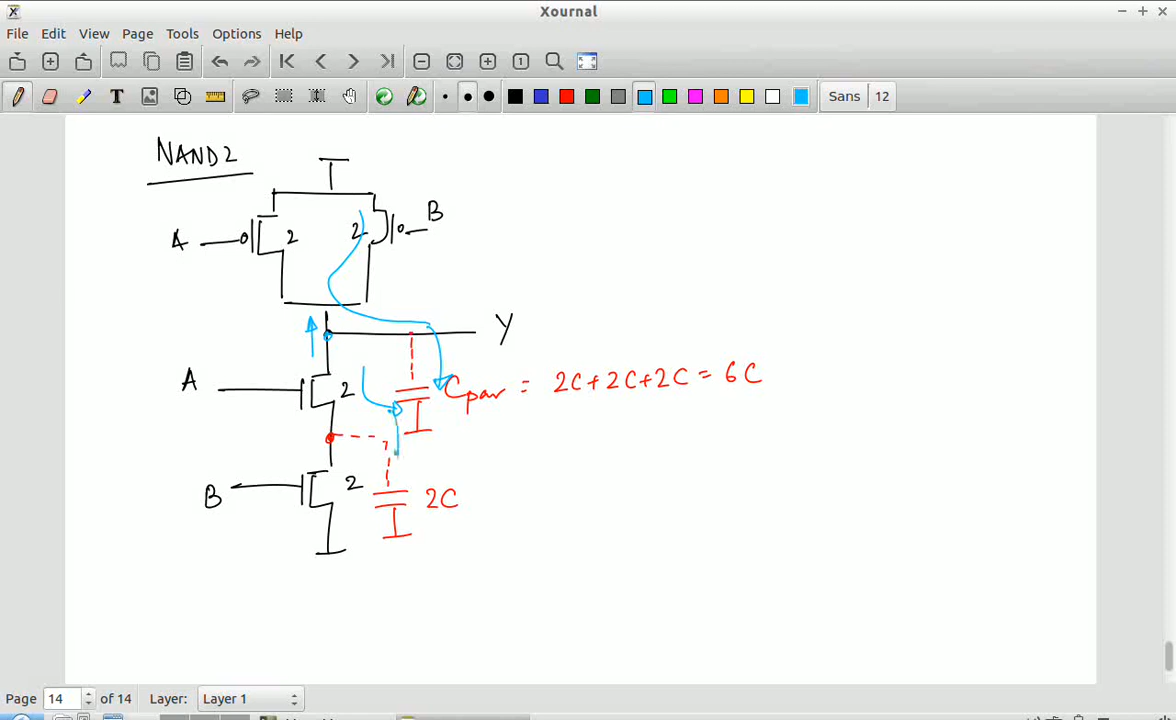 Xournal
File Edit View Page Tools Options Help
Sans 12
NAND2
A 2 2 B
Y
A 2 Cpar = 2C+2C+2C = 6C
B 2 2C
Page 14 of 14 Layer: Layer 1